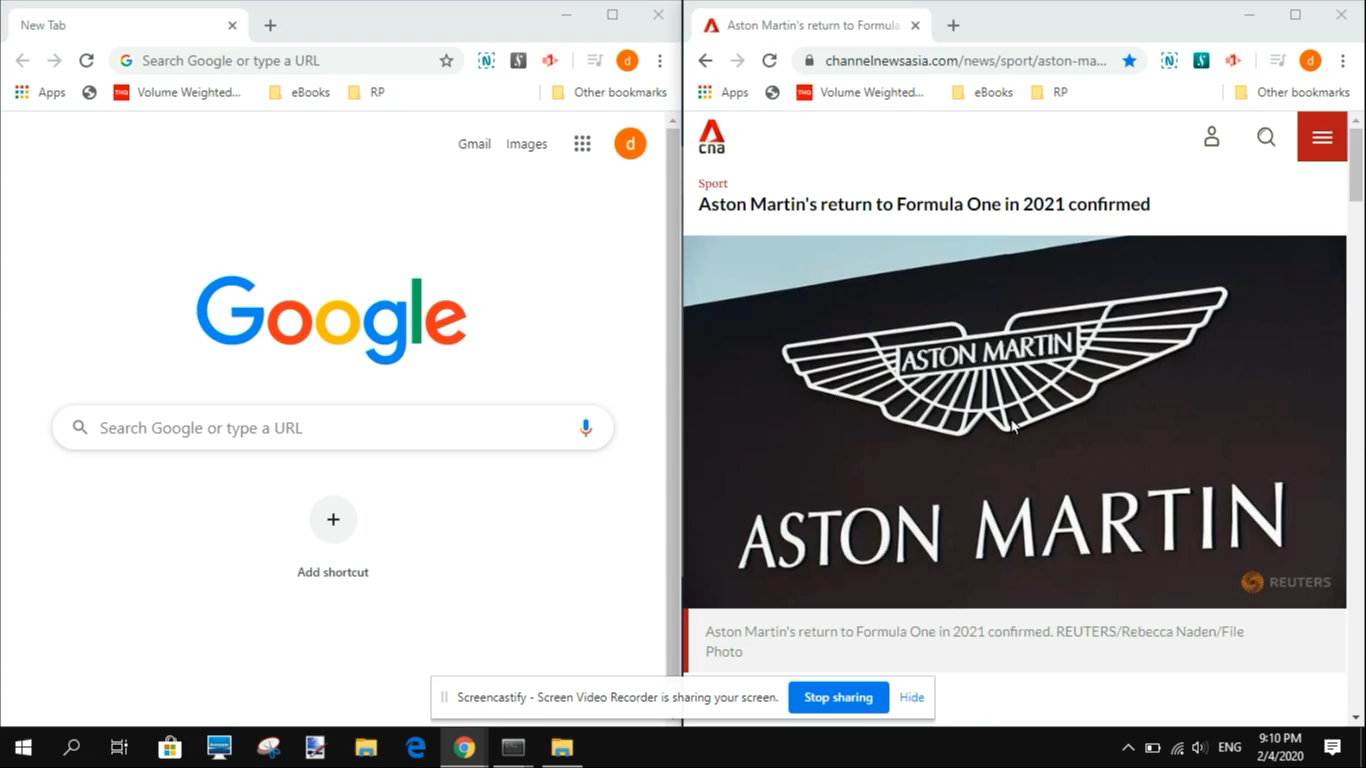 New Tab
Search Google or type a URL
Apps
Volume Weighted...
eBooks
RP
Other bookmarks
Gmail
Images
Google
Search Google or type a URL
Add shortcut
Aston Martin's return to Formula
channelnewsasia.com/news/sport/aston-ma...
Apps
Volume Weighted...
eBooks
RP
Other bookmarks
cna
Sport
Aston Martin's return to Formula One in 2021 confirmed
ASTON MARTIN
ASTON MARTIN
REUTERS
Aston Martin's return to Formula One in 2021 confirmed. REUTERS/Rebecca Naden/File
Photo
Screencastify - Screen Video Recorder is sharing your screen.
Stop sharing
Hide
ENG
9:10 PM
2/4/2020